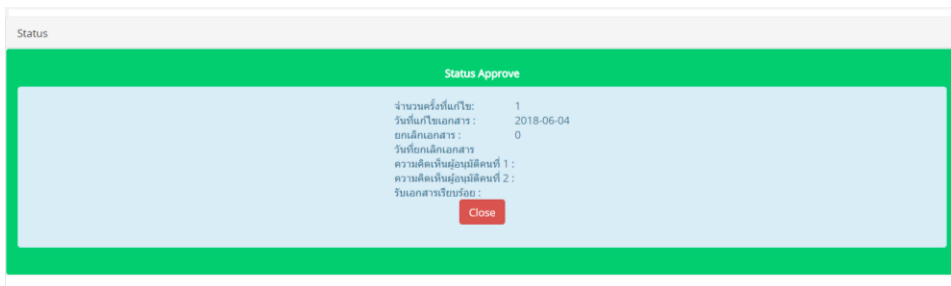 Status
Status Approve
จำนวนครั้งที่แก้ไข: 1
วันที่แก้ไขเอกสาร : 2018-06-04
ยกเลิกเอกสาร : 0
วันที่ยกเลิกเอกสาร
ความคิดเห็นผู้อนุมัติคนที่ 1 :
ความคิดเห็นผู้อนุมัติคนที่ 2 :
รับเอกสารเรียบร้อย :
Close